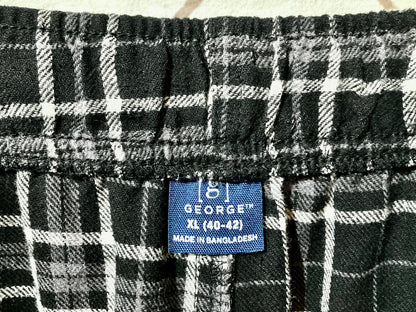 [g]
GEORGE™
XL (40-42)
MADE IN BANGLADESH